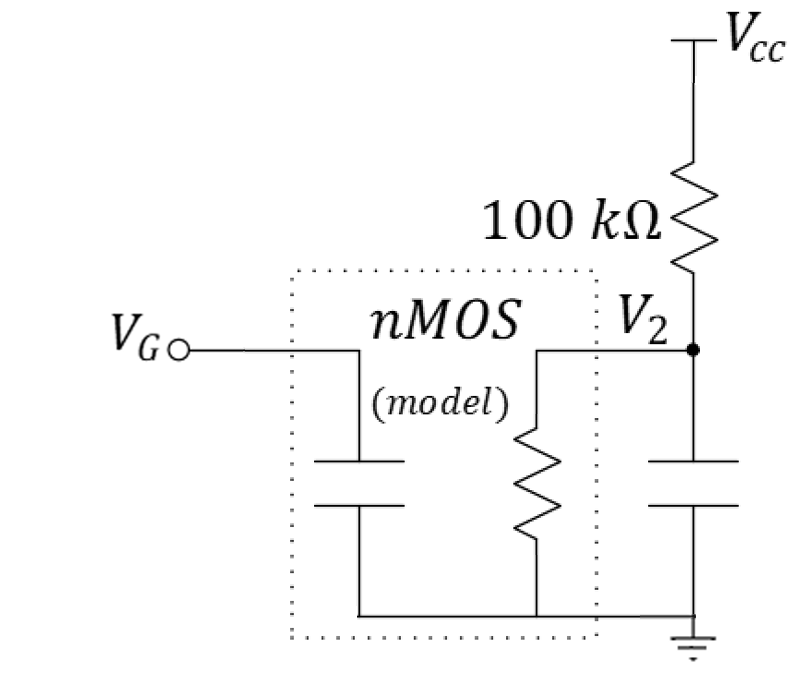 V_CC
100 kΩ
nMOS
V_2
V_G
(model)